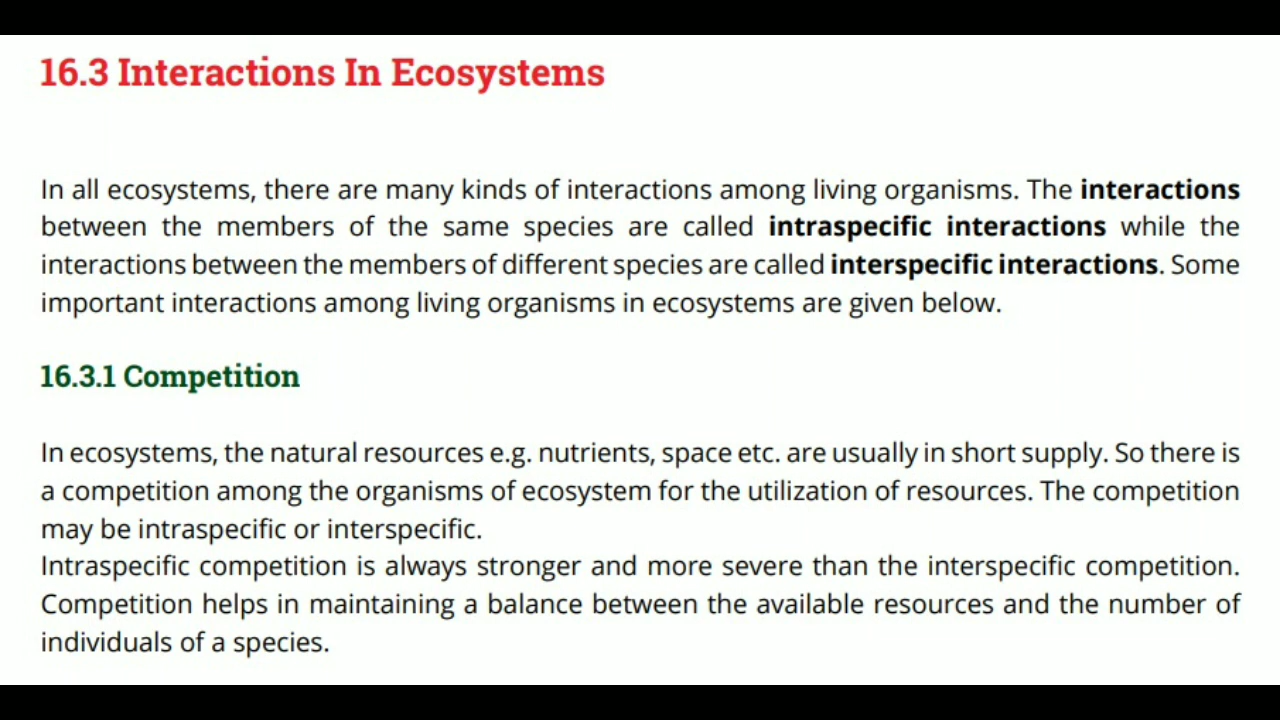 16.3 Interactions In Ecosystems
In all ecosystems, there are many kinds of interactions among living organisms. The interactions
between the members of the same species are called intraspecific interactions while the
interactions between the members of different species are called interspecific interactions. Some
important interactions among living organisms in ecosystems are given below.
16.3.1 Competition
In ecosystems, the natural resources e.g. nutrients, space etc. are usually in short supply. So there is
a competition among the organisms of ecosystem for the utilization of resources. The competition
may be intraspecific or interspecific.
Intraspecific competition is always stronger and more severe than the interspecific competition.
Competition helps in maintaining a balance between the available resources and the number of
individuals of a species.